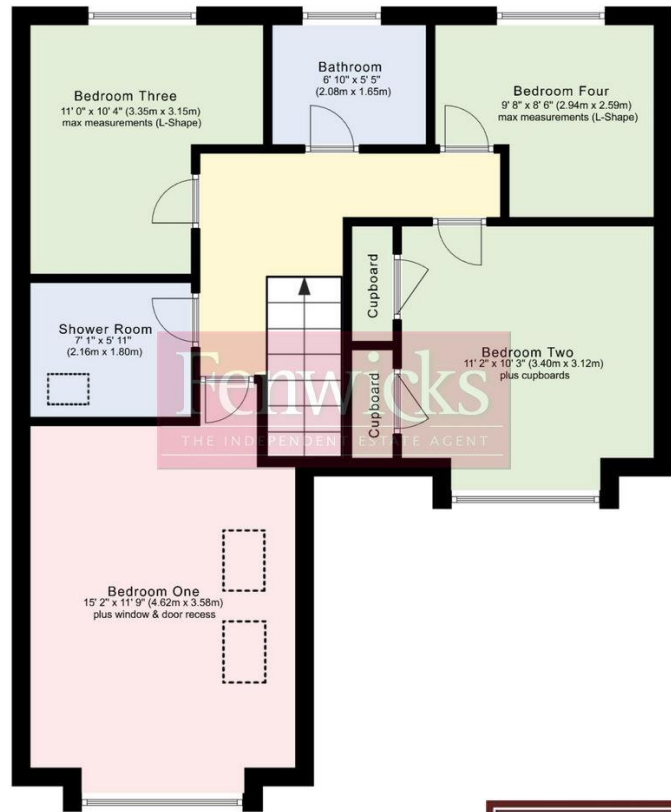 Bedroom Three
11' 0" x 10' 4" (3.35m x 3.15m)
max measurements (L-Shape)
Bathroom
6' 10" x 5' 5"
(2.08m x 1.65m)
Bedroom Four
9' 8" x 8' 6" (2.94m x 2.59m)
max measurements (L-Shape)
Shower Room
7' 1" x 5' 11"
(2.16m x 1.80m)
Cupboard
Cupboard
Bedroom Two
11' 2" x 10' 3" (3.40m x 3.12m)
plus cupboards
Fenwicks
THE INDEPENDENT ESTATE AGENT
Bedroom One
15' 2" x 11' 9" (4.62m x 3.58m)
plus window & door recess